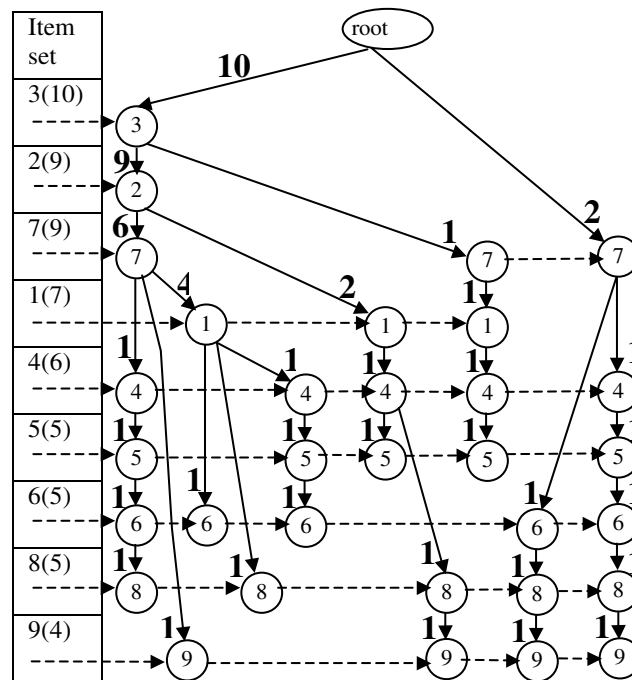 Item root
set
10
3(10)
3
2(9) 9
2
7(9) 6 1 2
7 7 7
1(7) 4 2 1
1 1 1
4(6) 1 1 1 1 1
4 4 4 4 4
5(5) 1 1 1 1 1
5 5 5 5 5
6(5) 1 1 1 1 1
6 6 6 6 6
8(5) 1 1 1 1 1
8 8 8 8 8
9(4) 1 1 1 1
9 9 9 9